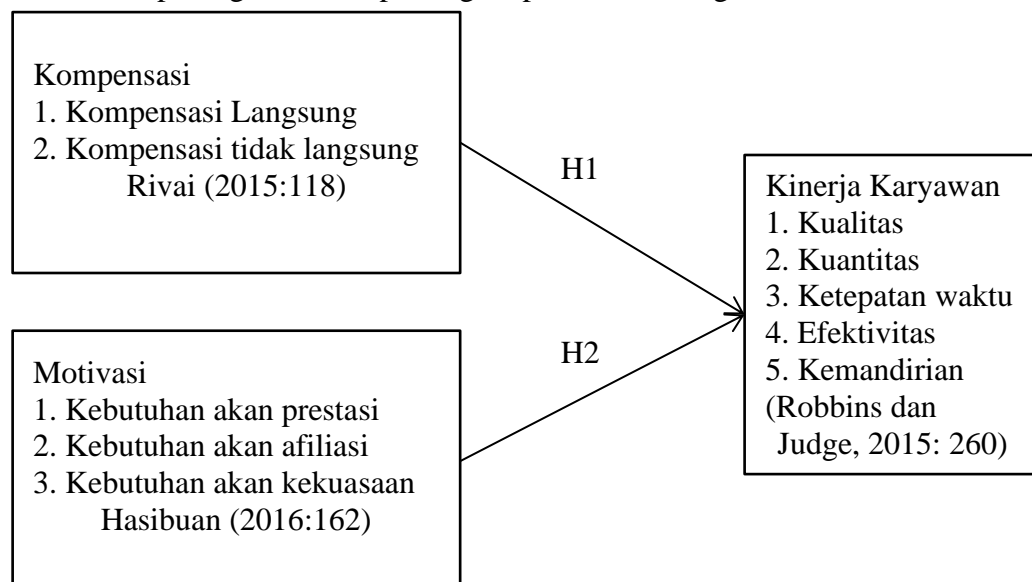 Kompensasi
1. Kompensasi Langsung
2. Kompensasi tidak langsung
Rivai (2015:118)
H1
Kinerja Karyawan
1. Kualitas
2. Kuantitas
3. Ketepatan waktu
4. Efektivitas
5. Kemandirian
(Robbins dan
Judge, 2015: 260)
H2
Motivasi
1. Kebutuhan akan prestasi
2. Kebutuhan akan afiliasi
3. Kebutuhan akan kekuasaan
Hasibuan (2016:162)